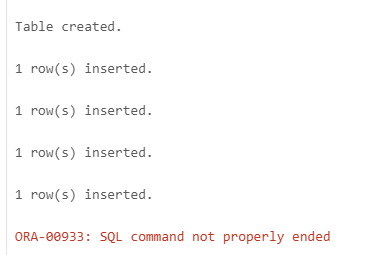 Table created.
1 row(s) inserted.
1 row(s) inserted.
1 row(s) inserted.
1 row(s) inserted.
ORA-00933: SQL command not properly ended